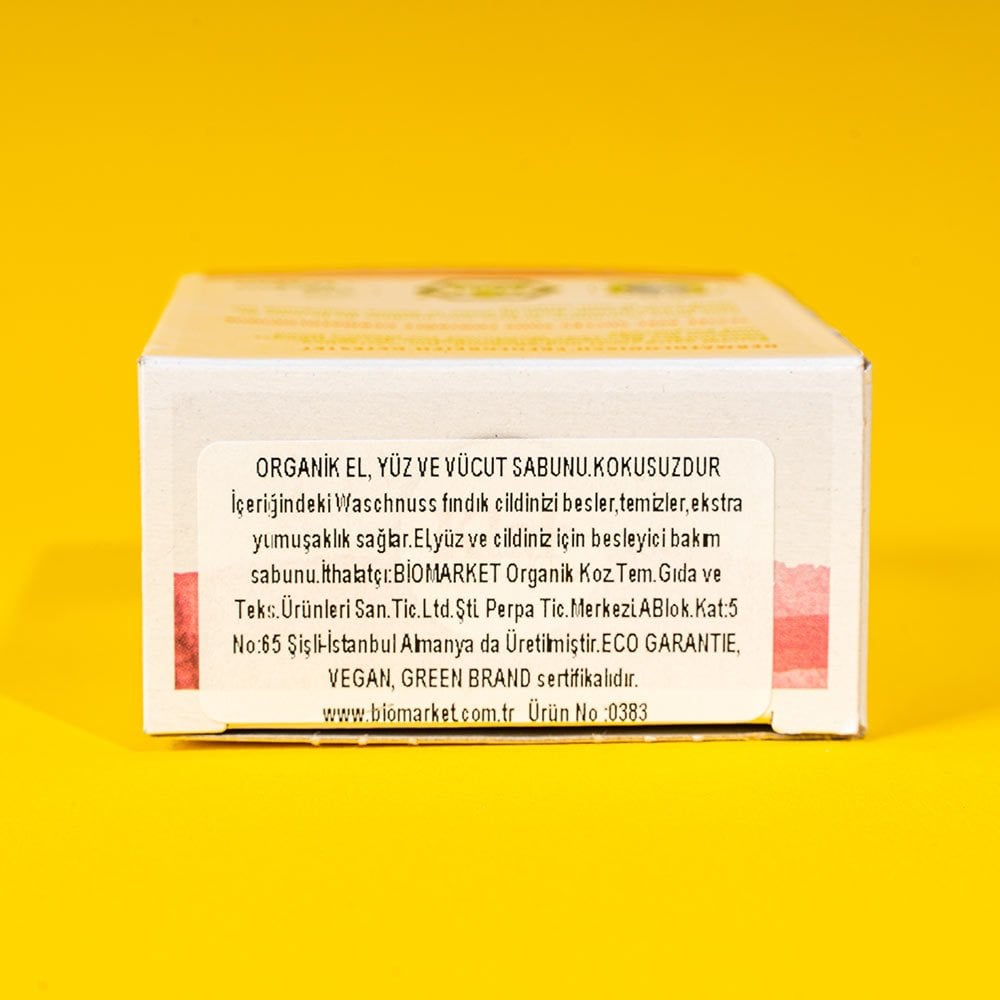 ORGANİK EL, YÜZ VE VÜCUT SABUNU.KOKUSUZDUR
İçeriğindeki Waschnuss fındık cildinizi besler,temizler,ekstra
yumuşaklık sağlar.El,yüz ve cildiniz için besleyici bakım
sabunu.İthalatçı:BİOMARKET Organik Koz.Tem.Gıda ve
Teks.Ürünleri San.Tic.Ltd.Şti. Perpa Tic.Merkezi.ABlok.Kat:5
No:65 Şişli-İstanbul Almanya da Üretilmiştir.ECO GARANTIE,
VEGAN, GREEN BRAND sertifikalıdır.
www.biomarket.com.tr Ürün No :0383